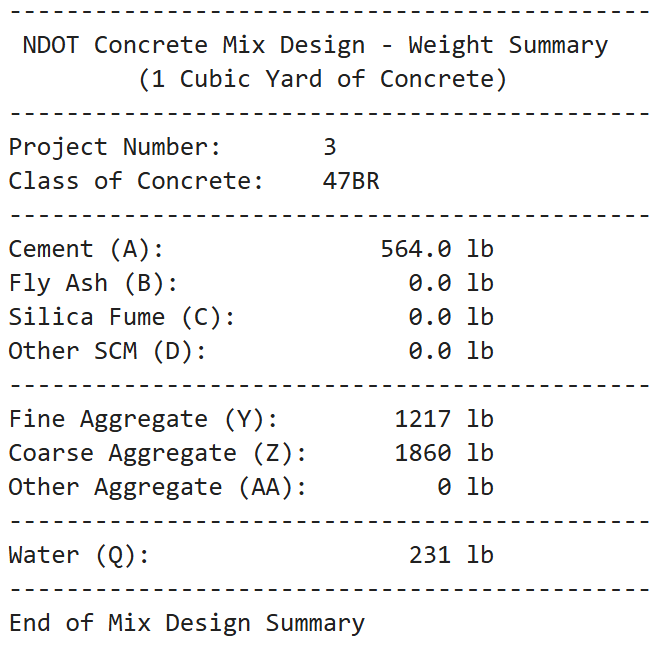 ---------------------------------------------
NDOT Concrete Mix Design - Weight Summary
(1 Cubic Yard of Concrete)
---------------------------------------------
Project Number:       3
Class of Concrete:    47BR
---------------------------------------------
Cement (A):               564.0 lb
Fly Ash (B):                0.0 lb
Silica Fume (C):            0.0 lb
Other SCM (D):              0.0 lb
---------------------------------------------
Fine Aggregate (Y):        1217 lb
Coarse Aggregate (Z):      1860 lb
Other Aggregate (AA):         0 lb
---------------------------------------------
Water (Q):                  231 lb
---------------------------------------------
End of Mix Design Summary